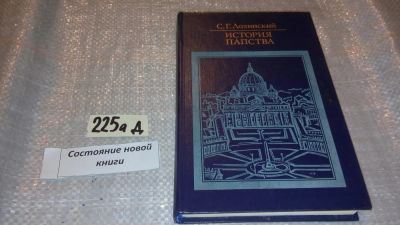 С. Г. Лозинский
ИСТОРИЯ
ПАПСТВА
225а Д
Состояние новой
книги